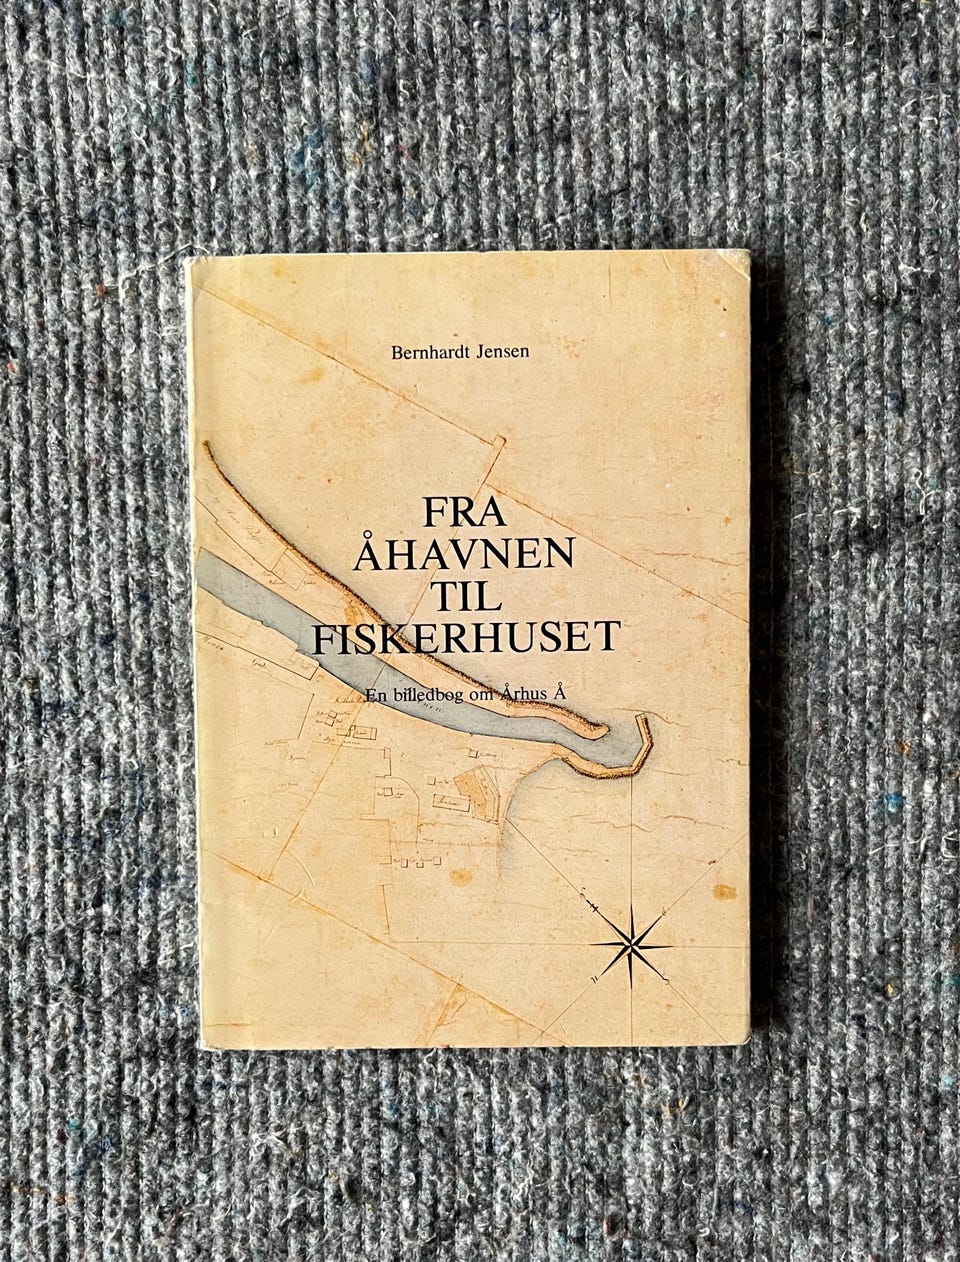 Bernhardt Jensen
FRA
ÅHAVNEN
TIL
FISKERHUSET
En billedbog om Århus Å